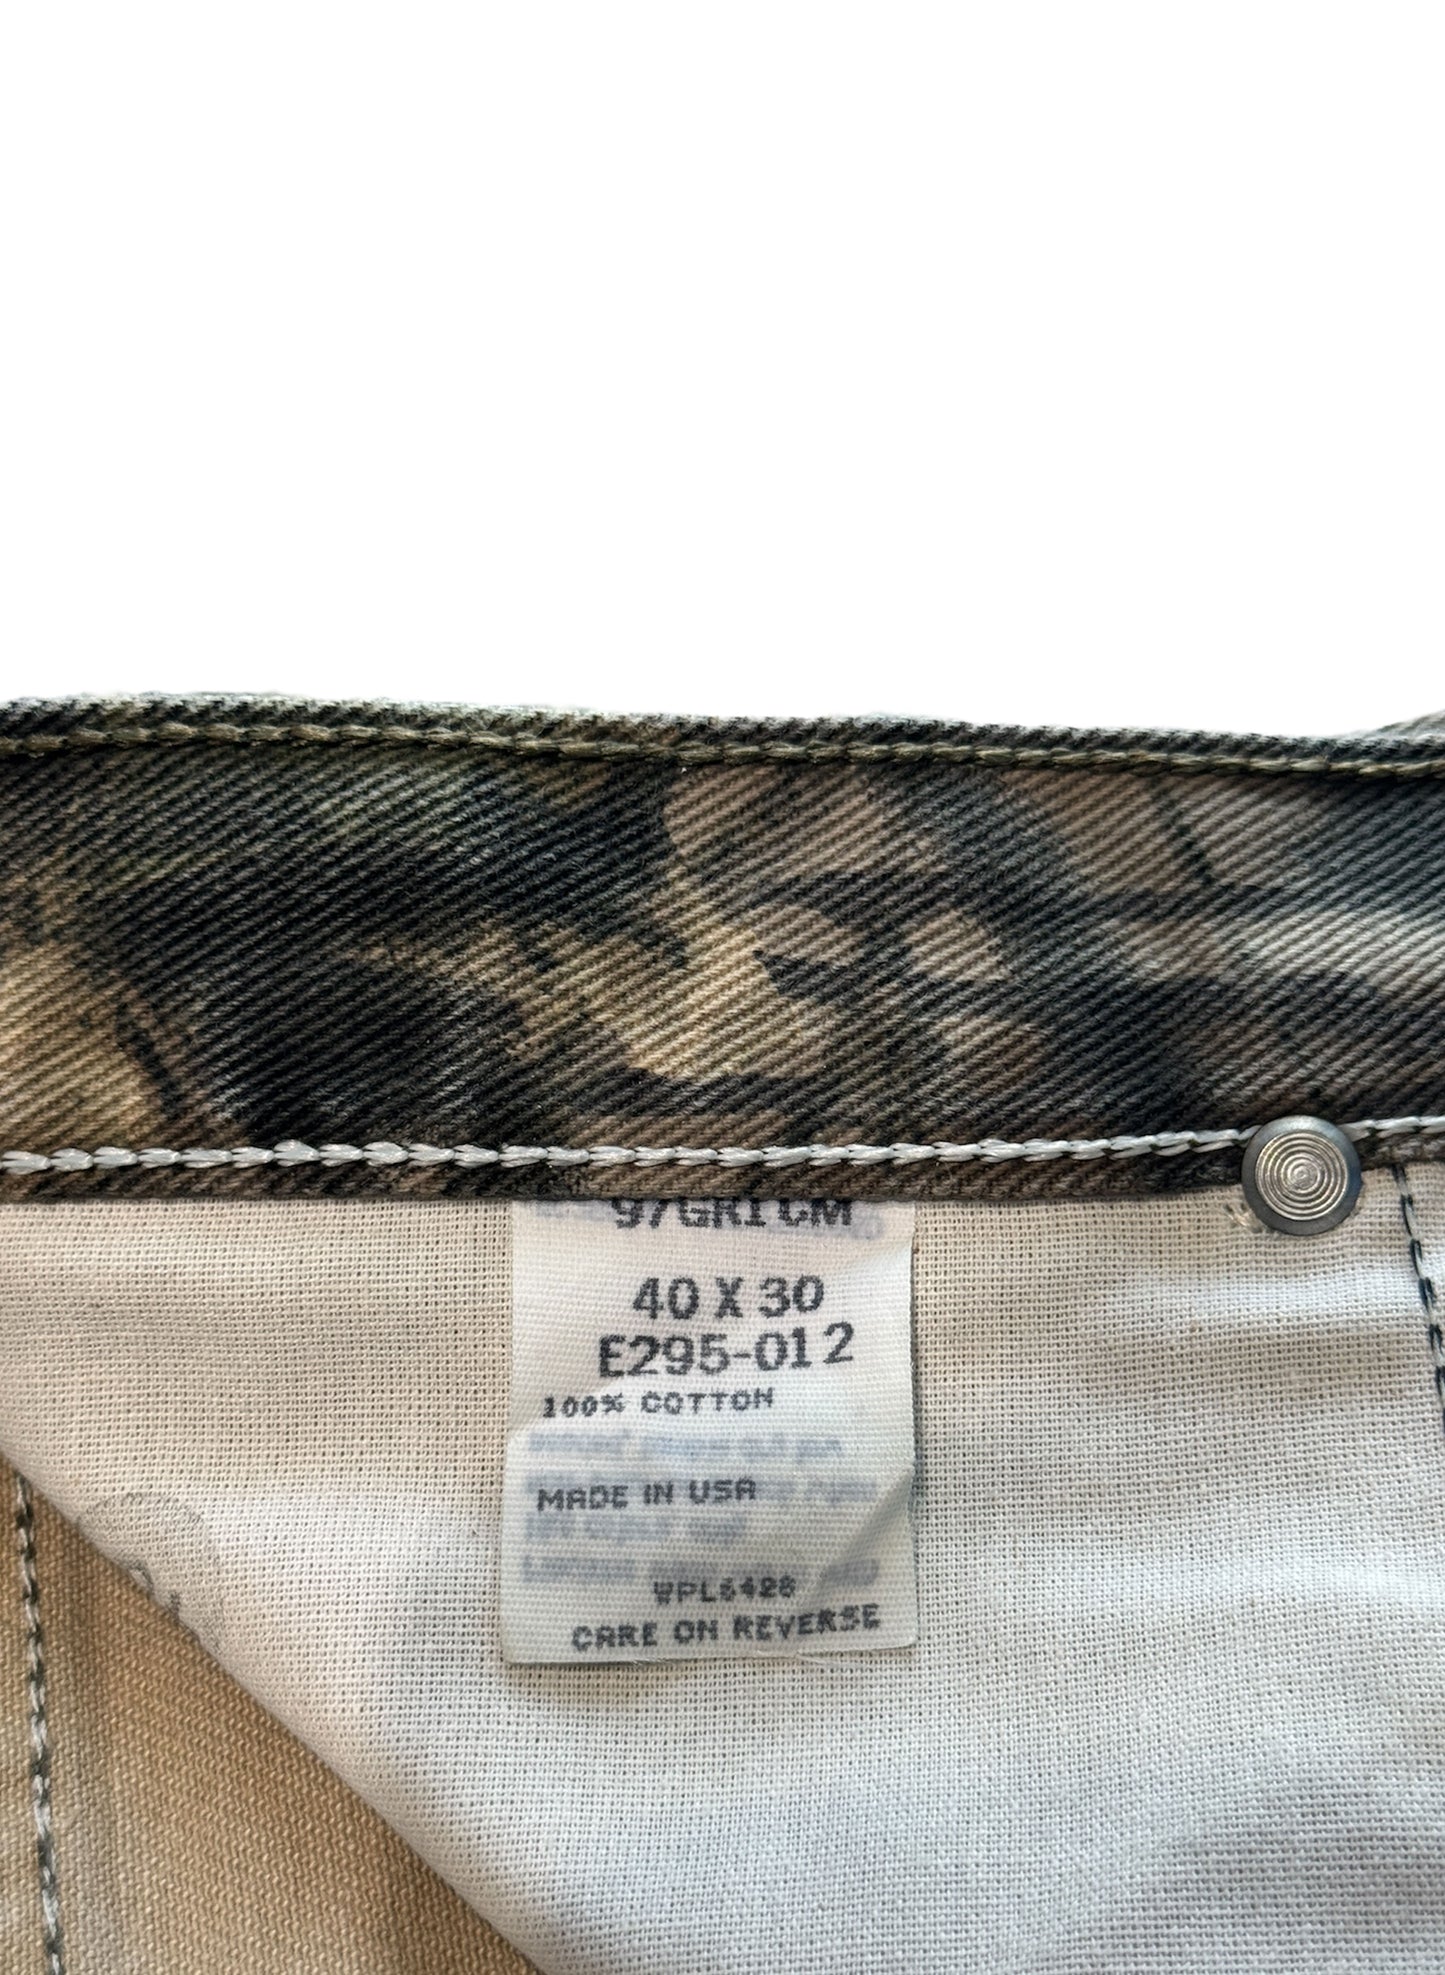 97GR1CM
40 X 30
E295-012
100% COTTON
MADE IN USA
WPL6428
CARE ON REVERSE